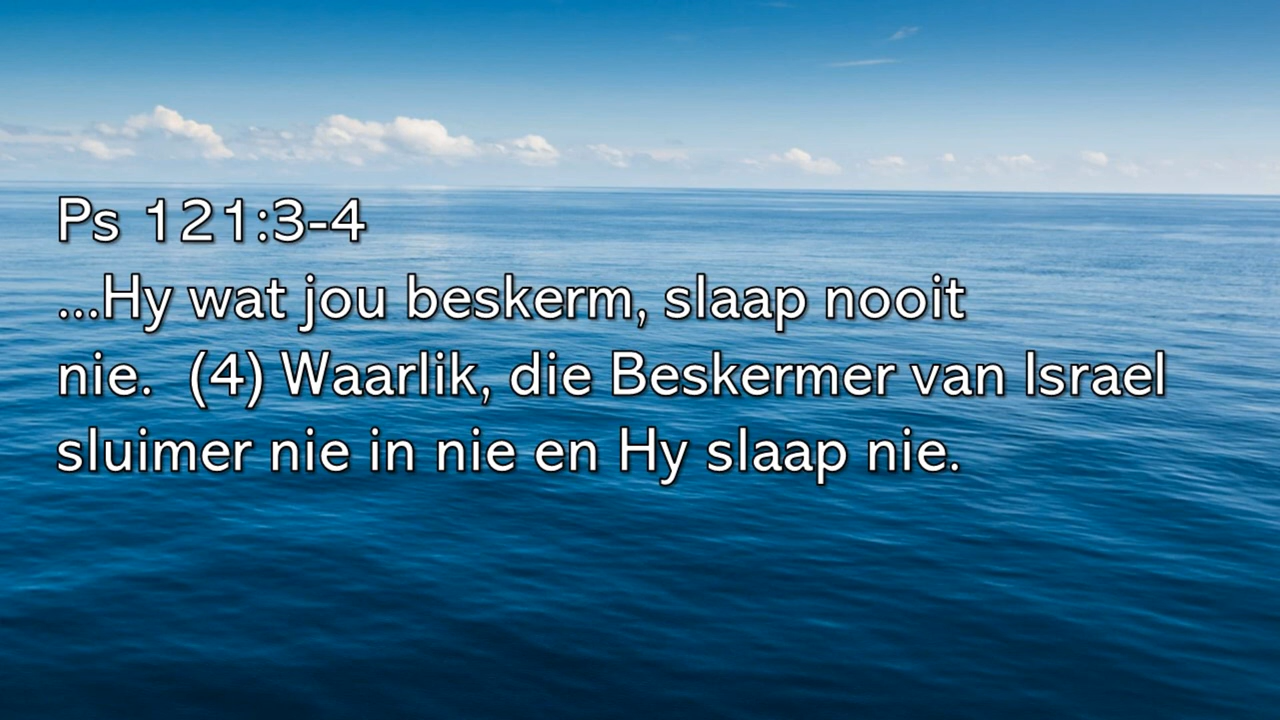 Ps 121:3-4
...Hy wat jou beskerm, slaap nooit
nie.  (4) Waarlik, die Beskermer van Israel
sluimer nie in nie en Hy slaap nie.